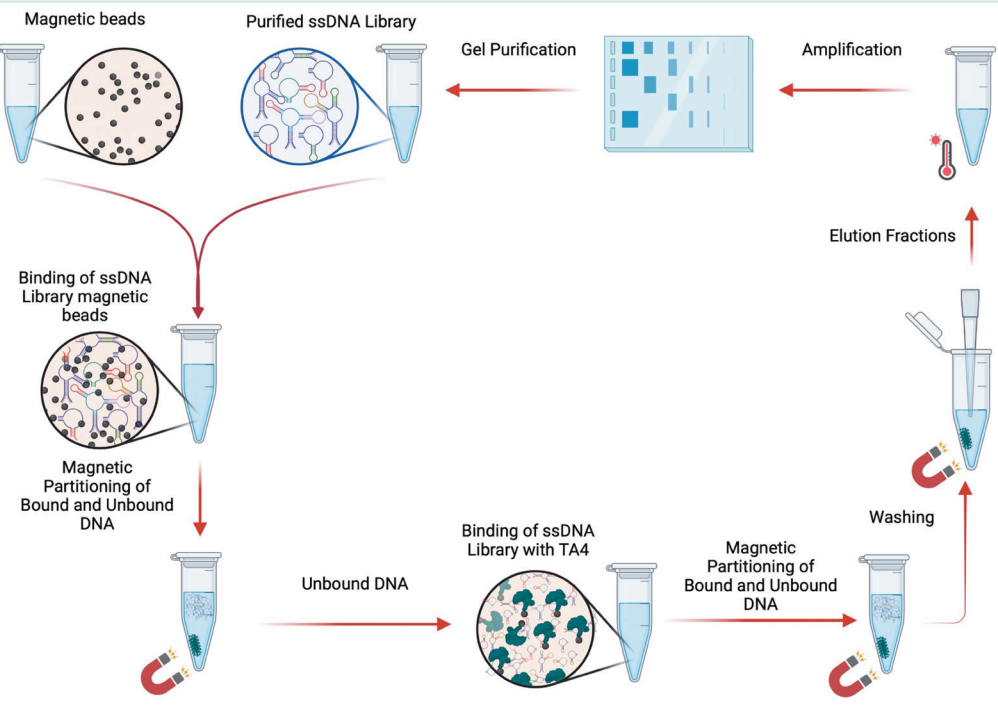 Magnetic beads
Purified ssDNA Library
Gel Purification
Amplification
Elution Fractions
Binding of ssDNA
Library magnetic
beads
Magnetic
Partitioning of
Bound and Unbound
DNA
Unbound DNA
Binding of ssDNA
Library with TA4
Magnetic
Partitioning of
Bound and Unbound
DNA
Washing